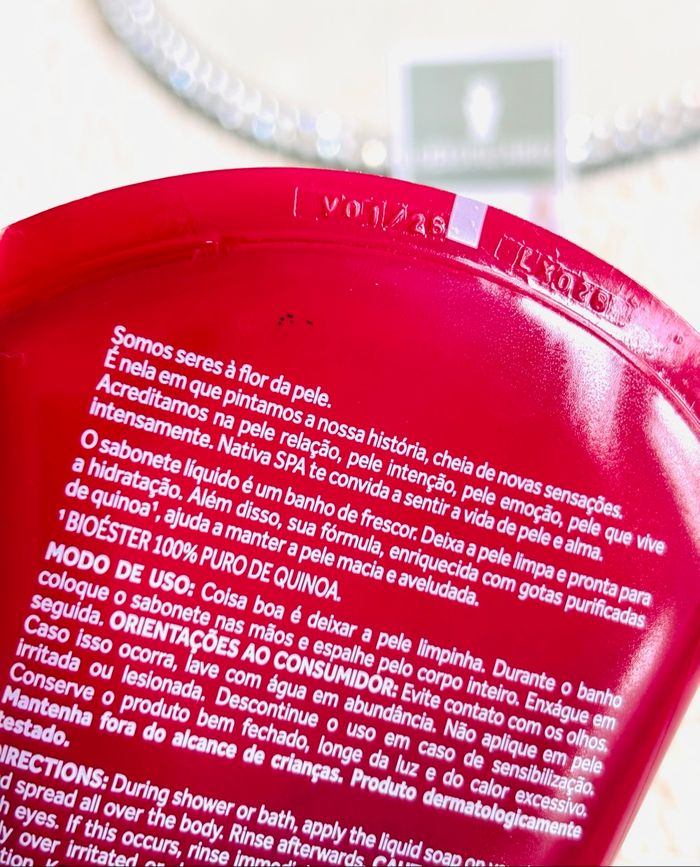 V01/26
Somos seres à flor da pele.
É nela em que pintamos a nossa história, cheia de novas sensações.
Acreditamos na pele relação, pele intenção, pele emoção, pele que vive
intensamente. Nativa SPA te convida a sentir a vida de pele e alma.
O sabonete líquido é um banho de frescor. Deixa a pele limpa e pronta para
a hidratação. Além disso, sua fórmula, enriquecida com gotas purificadas
de quinoa¹, ajuda a manter a pele macia e aveludada.
¹ BIOÉSTER 100% PURO DE QUINOA.
MODO DE USO: Coisa boa é deixar a pele limpinha. Durante o banho
coloque o sabonete nas mãos e espalhe pelo corpo inteiro. Enxágue em
seguida. ORIENTAÇÕES AO CONSUMIDOR: Evite contato com os olhos.
Caso isso ocorra, lave com água em abundância. Não aplique em pele
irritada ou lesionada. Descontinue o uso em caso de sensibilização.
Conserve o produto bem fechado, longe da luz e do calor excessivo.
Mantenha fora do alcance de crianças. Produto dermatologicamente
testado.
DIRECTIONS: During shower or bath, apply the liquid soap on
spread all over the body. Rinse afterwards.
eyes. If this occurs, rinse
over irritated or